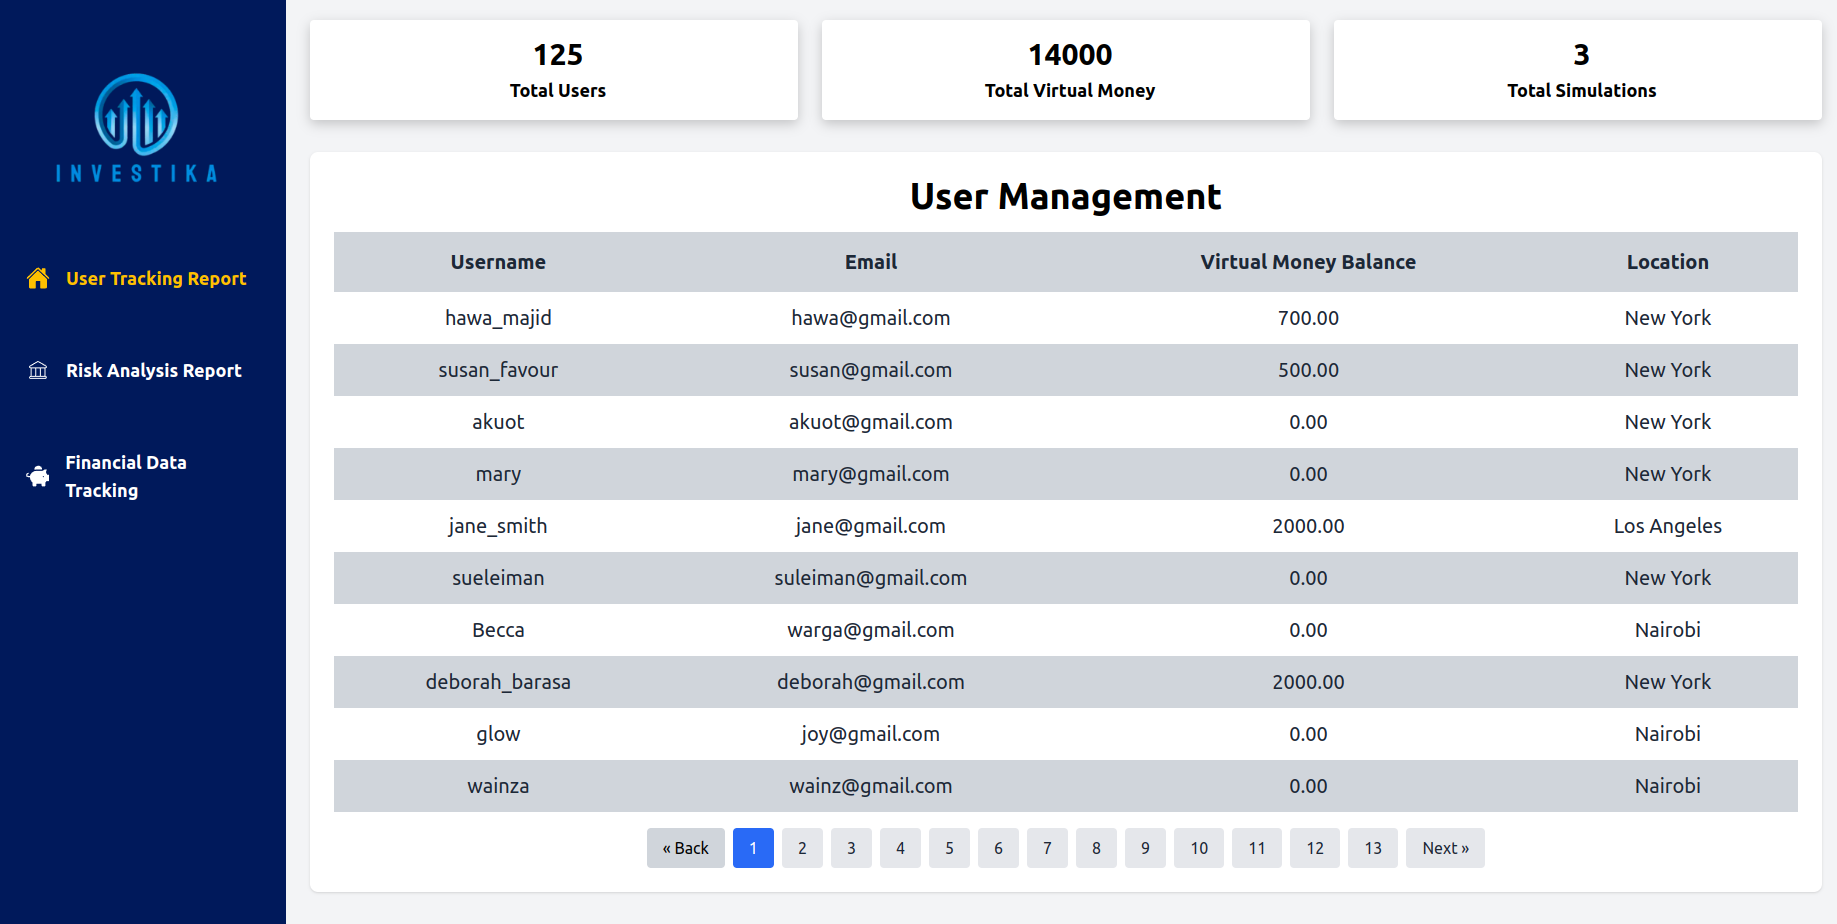 INVESTIKA
User Tracking Report
Risk Analysis Report
Financial Data
Tracking
125
Total Users
14000
Total Virtual Money
3
Total Simulations
User Management
Username Email Virtual Money Balance Location
hawa_majid hawa@gmail.com 700.00 New York
susan_favour susan@gmail.com 500.00 New York
akuot akuot@gmail.com 0.00 New York
mary mary@gmail.com 0.00 New York
jane_smith jane@gmail.com 2000.00 Los Angeles
sueleiman suleiman@gmail.com 0.00 New York
Becca warga@gmail.com 0.00 Nairobi
deborah_barasa deborah@gmail.com 2000.00 New York
glow joy@gmail.com 0.00 Nairobi
wainza wainz@gmail.com 0.00 Nairobi
« Back 1 2 3 4 5 6 7 8 9 10 11 12 13 Next »